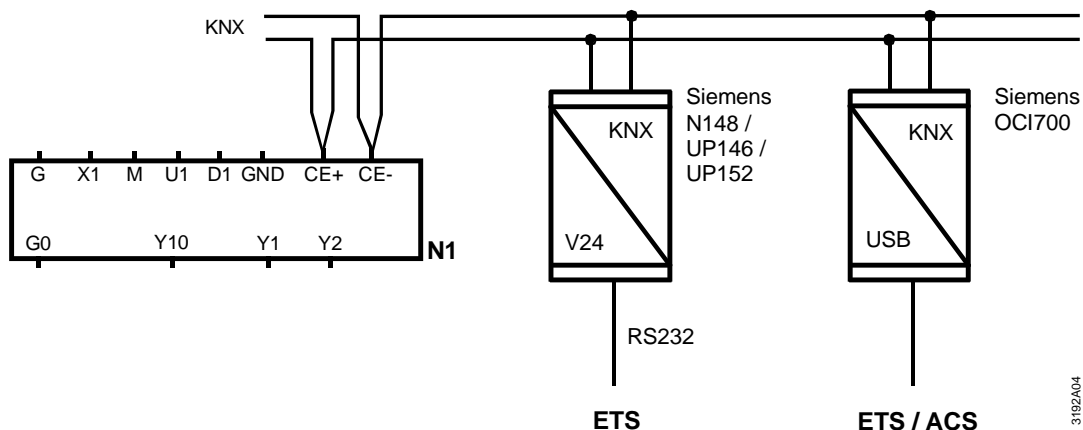 KNX
Siemens
N148 /
UP146 /
UP152
Siemens
OCI700
KNX
KNX
G X1 M U1 D1 GND CE+ CE-
G0 Y10 Y1 Y2
N1
V24
USB
RS232
ETS
ETS / ACS
3192A04